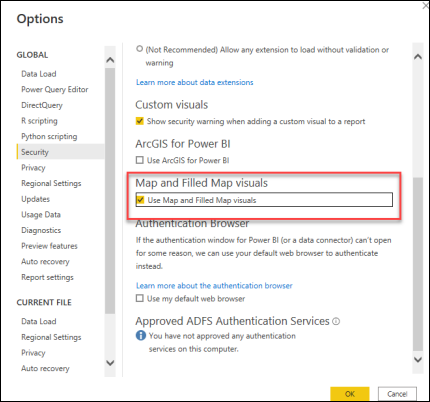 Options
GLOBAL
Data Load
Power Query Editor
DirectQuery
R scripting
Python scripting
Security
Privacy
Regional Settings
Updates
Usage Data
Diagnostics
Preview features
Auto recovery
Report settings
CURRENT FILE
Data Load
Regional Settings
Privacy
Auto recovery
(Not Recommended) Allow any extension to load without validation or
warning
Learn more about data extensions
Custom visuals
Show security warning when adding a custom visual to a report
ArcGIS for Power BI
Use ArcGIS for Power BI
Map and Filled Map visuals
Use Map and Filled Map visuals
Authentication Browser
If the authentication window for Power BI (or a data connector) can't open
for some reason, we can use your default web browser to authenticate
instead.
Learn more about the authentication browser
Use my default web browser
Approved ADFS Authentication Services
You have not approved any authentication
services on this computer.
OK
Cancel